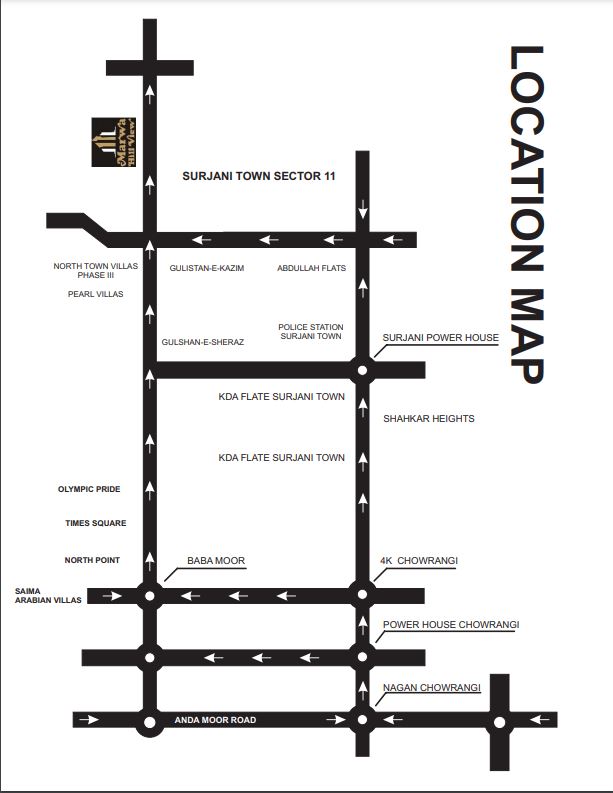 LOCATION MAP
Marwa
Hill View
SURJANI TOWN SECTOR 11
NORTH TOWN VILLAS
PHASE III
GULISTAN-E-KAZIM
ABDULLAH FLATS
PEARL VILLAS
POLICE STATION
SURJANI TOWN
GULSHAN-E-SHERAZ
SURJANI POWER HOUSE
KDA FLATE SURJANI TOWN
SHAHKAR HEIGHTS
KDA FLATE SURJANI TOWN
OLYMPIC PRIDE
TIMES SQUARE
NORTH POINT
BABA MOOR
4K CHOWRANGI
SAIMA
ARABIAN VILLAS
POWER HOUSE CHOWRANGI
NAGAN CHOWRANGI
ANDA MOOR ROAD